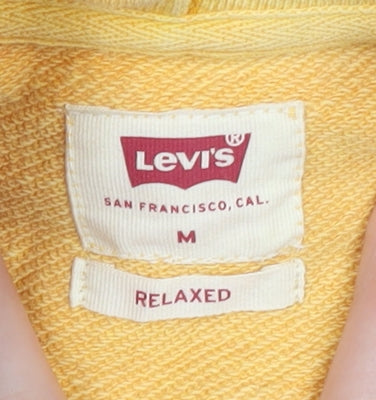 Levi's®
SAN FRANCISCO, CAL.
M
RELAXED